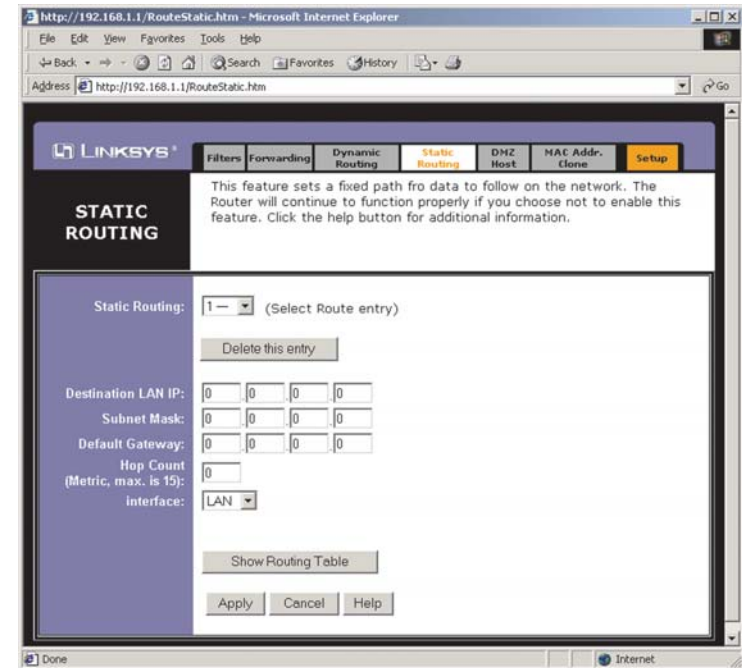 http://192.168.1.1/RouteStatic.htm - Microsoft Internet Explorer
File Edit View Favorites Tools Help
Back Search Favorites History
Address http://192.168.1.1/RouteStatic.htm Go
LINKSYS®
Filters Forwarding Dynamic Routing Static Routing DMZ Host MAC Addr. Clone Setup
STATIC ROUTING
This feature sets a fixed path fro data to follow on the network. The
Router will continue to function properly if you choose not to enable this
feature. Click the help button for additional information.
Static Routing: 1 — (Select Route entry)
Delete this entry
Destination LAN IP: 0 . 0 . 0 . 0
Subnet Mask: 0 . 0 . 0 . 0
Default Gateway: 0 . 0 . 0 . 0
Hop Count
(Metric, max. is 15): 0
interface: LAN
Show Routing Table
Apply Cancel Help
Done Internet